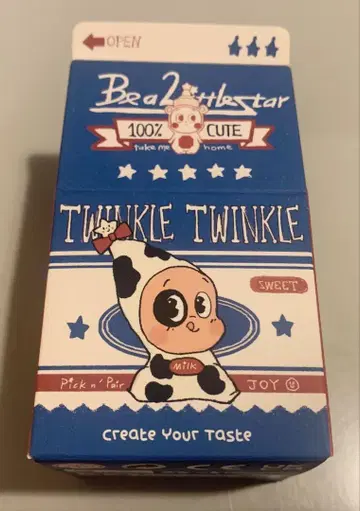 OPEN
Be a Little Star
100% CUTE
take me home
TWINKLE TWINKLE
SWEET
Milk
Pick n' Pair
JOY
Create Your Taste